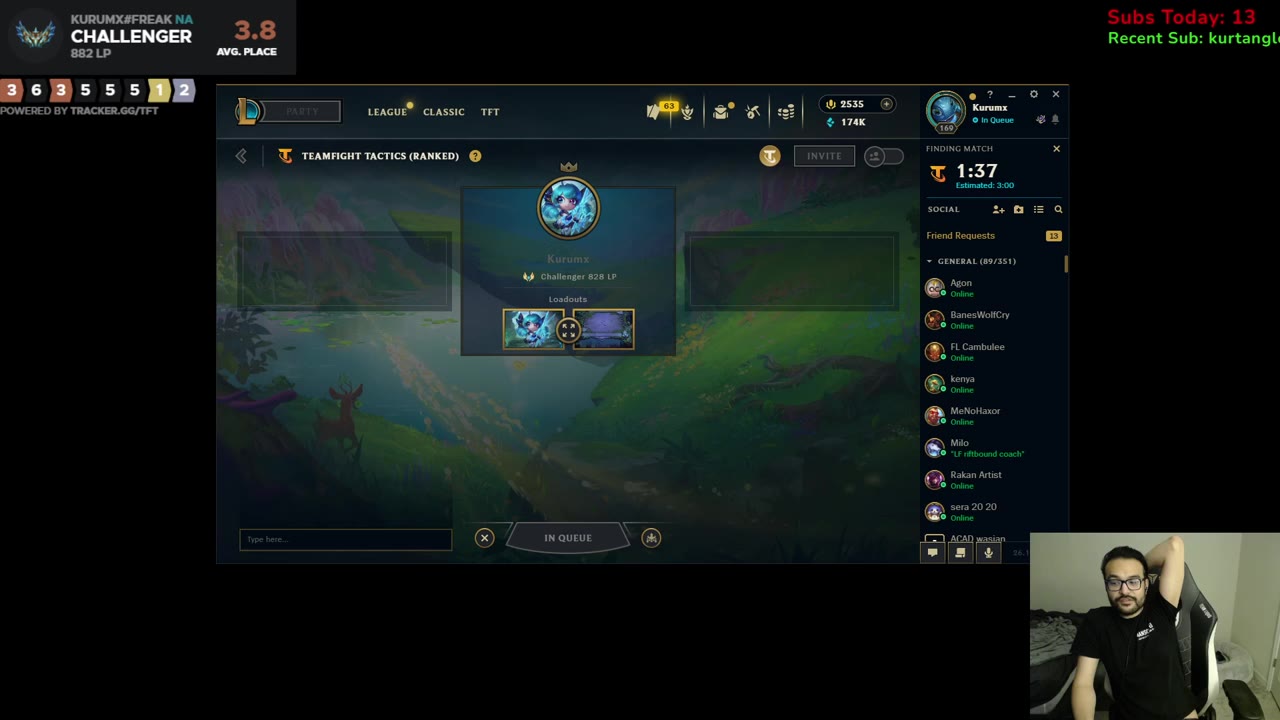 KURUMX#FREAK NA
CHALLENGER
882 LP
3.8
AVG. PLACE
3 6 3 5 5 5 1 2
POWERED BY TRACKER.GG/TFT
Subs Today: 13
Recent Sub: kurtangl
PARTY
LEAGUE CLASSIC TFT
63
2535
174K
?
169
Kurumx
In Queue
TEAMFIGHT TACTICS (RANKED) ?
INVITE
FINDING MATCH
1:37
Estimated: 3:00
SOCIAL
Friend Requests 13
GENERAL (89/351)
Agon
Online
BanesWolfCry
Online
FL Cambulee
Online
kenya
Online
MeNoHaxor
Online
Milo
"LF riftbound coach"
Rakan Artist
Online
sera 20 20
Online
ACAD wasian
Kurumx
Challenger 828 LP
Loadouts
Type here...
IN QUEUE